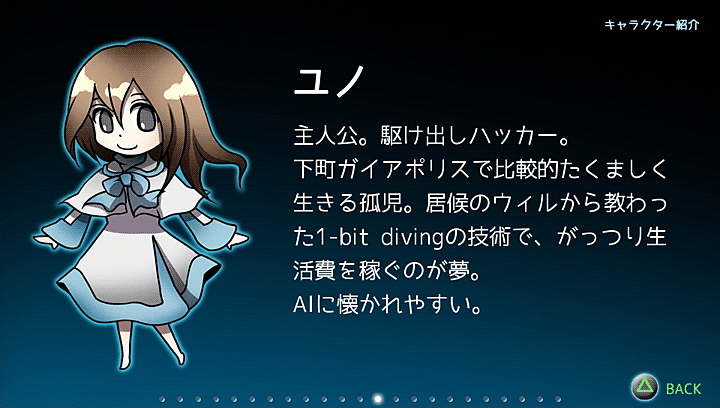 キャラクター紹介
ユノ
主人公。駆け出しハッカー。
下町ガイアポリスで比較的たくましく
生きる孤児。居候のウィルから教わっ
た1-bit divingの技術で、がっつり生
活費を稼ぐのが夢。
AIに懐かれやすい。
BACK